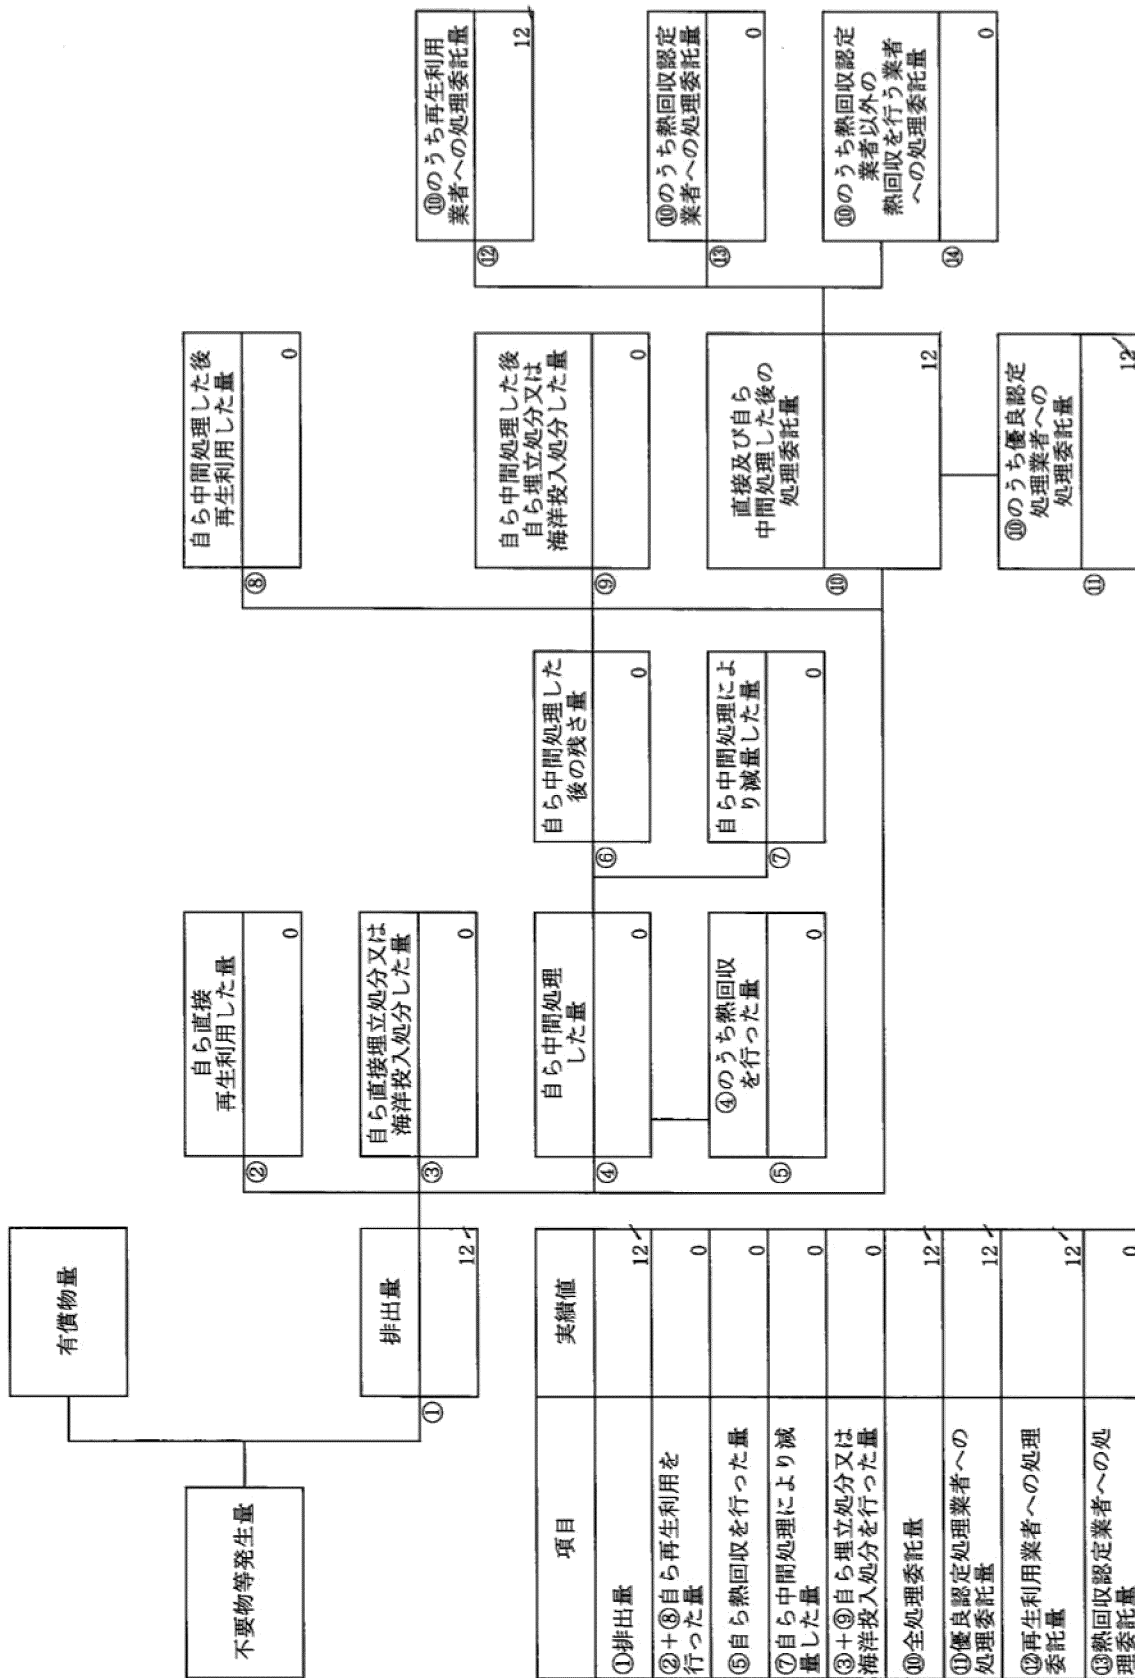 不要物等発生量
有償物量
①
排出量
12
②
自ら直接
再生利用した量
0
③
自ら直接埋立処分又は
海洋投入処分した量
0
④
自ら中間処理
した量
0
⑤
④のうち熱回収
を行った量
0
⑥
自ら中間処理した
後の残さ量
0
⑦
自ら中間処理によ
り減量した量
0
⑧
自ら中間処理した後
再生利用した量
0
⑨
自ら中間処理した後
自ら埋立処分又は
海洋投入処分した量
0
⑩
直接及び自ら
中間処理した後の
処理委託量
12
⑪
⑩のうち優良認定
処理業者への
処理委託量
12
⑫
⑩のうち再生利用
業者への処理委託量
12
⑬
⑩のうち熱回収認定
業者への処理委託量
0
⑭
⑩のうち熱回収認定
業者以外の
熱回収を行う業者
への処理委託量
0
項目 実績値
①排出量 12
②+⑧自ら再生利用を
行った量 0
⑤自ら熱回収を行った量 0
⑦自ら中間処理により減
量した量 0
③+⑨自ら埋立処分又は
海洋投入処分を行った量 0
⑩全処理委託量 12
⑪優良認定処理業者への
処理委託量 12
⑫再生利用業者への処理
委託量 12
⑬熱回収認定業者への処
理委託量 0